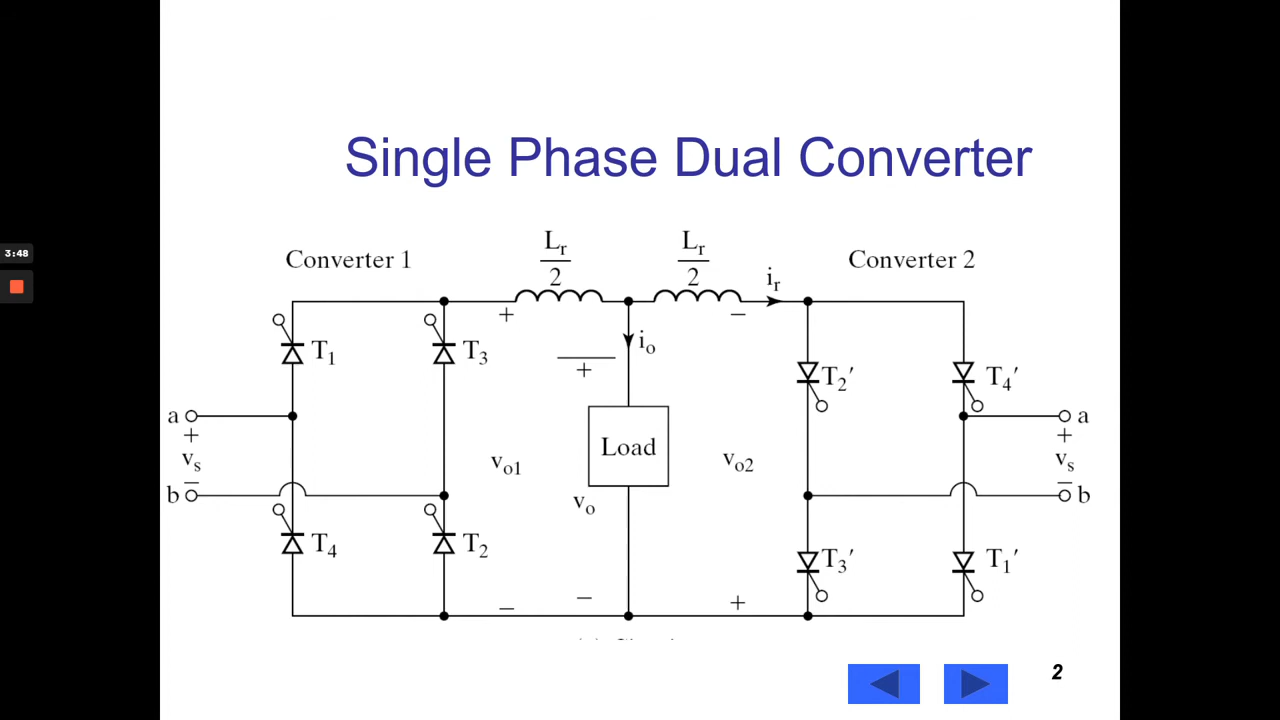 Single Phase Dual Converter
3:48
Converter 1
Lr
2
Lr
2
ir
Converter 2
+
−
T1
T3
io
+
T2′
T4′
a
+
vs
−
b
vo1
Load
vo
vo2
a
+
vs
−
b
T4
T2
T3′
T1′
−
−
+
2